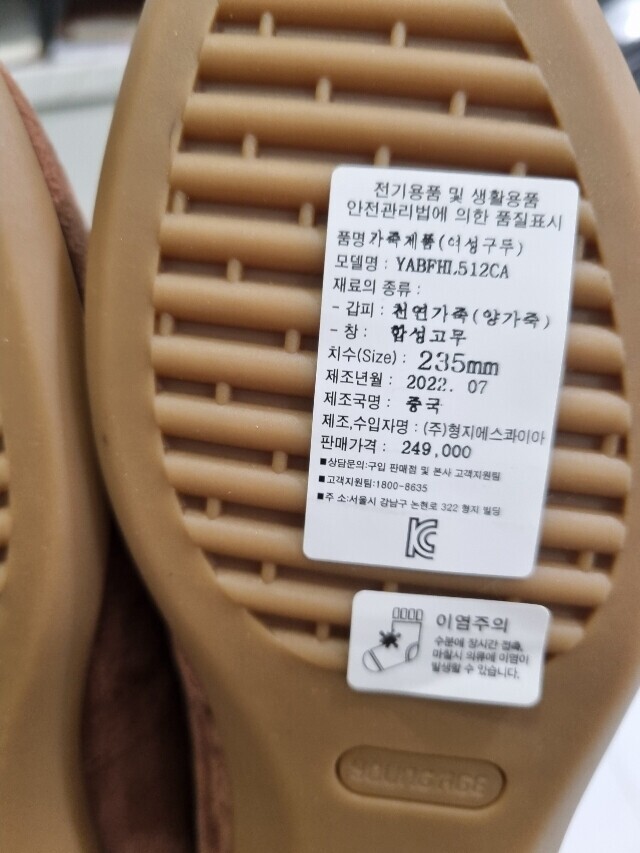 전기용품 및 생활용품
안전관리법에 의한 품질표시
품명가죽제품(여성구두)
모델명 : YABFHL512CA
재료의 종류 :
- 갑피 : 천연가죽(양가죽)
- 창 : 합성고무
치수(Size) : 235mm
제조년월 : 2022. 07
제조국명 : 중국
제조,수입자명 : (주)형지에스콰이아
판매가격 : 249,000
■상담문의:구입 판매점 및 본사 고객지원팀
■고객지원팀:1800-8635
■주 소:서울시 강남구 논현로 322 형지 빌딩
이염주의
수분에 장시간 접촉,
마찰시 의류에 이염이
발생할 수 있습니다.
YOUNGAGE